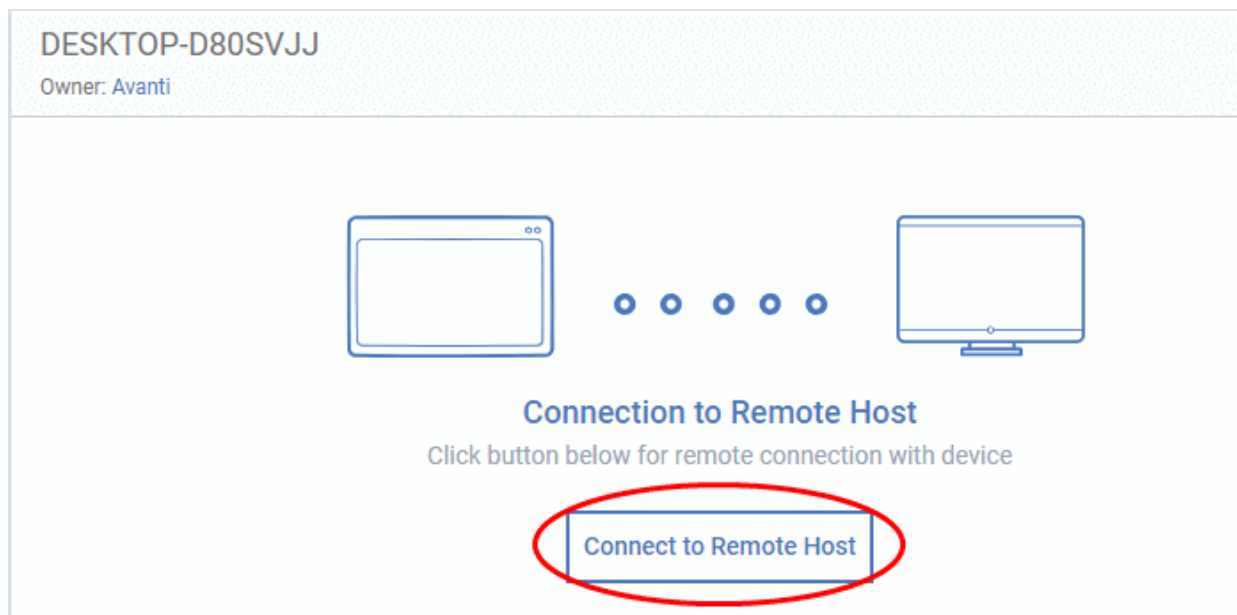 DESKTOP-D80SVJJ
Owner: Avanti
Connection to Remote Host
Click button below for remote connection with device
Connect to Remote Host